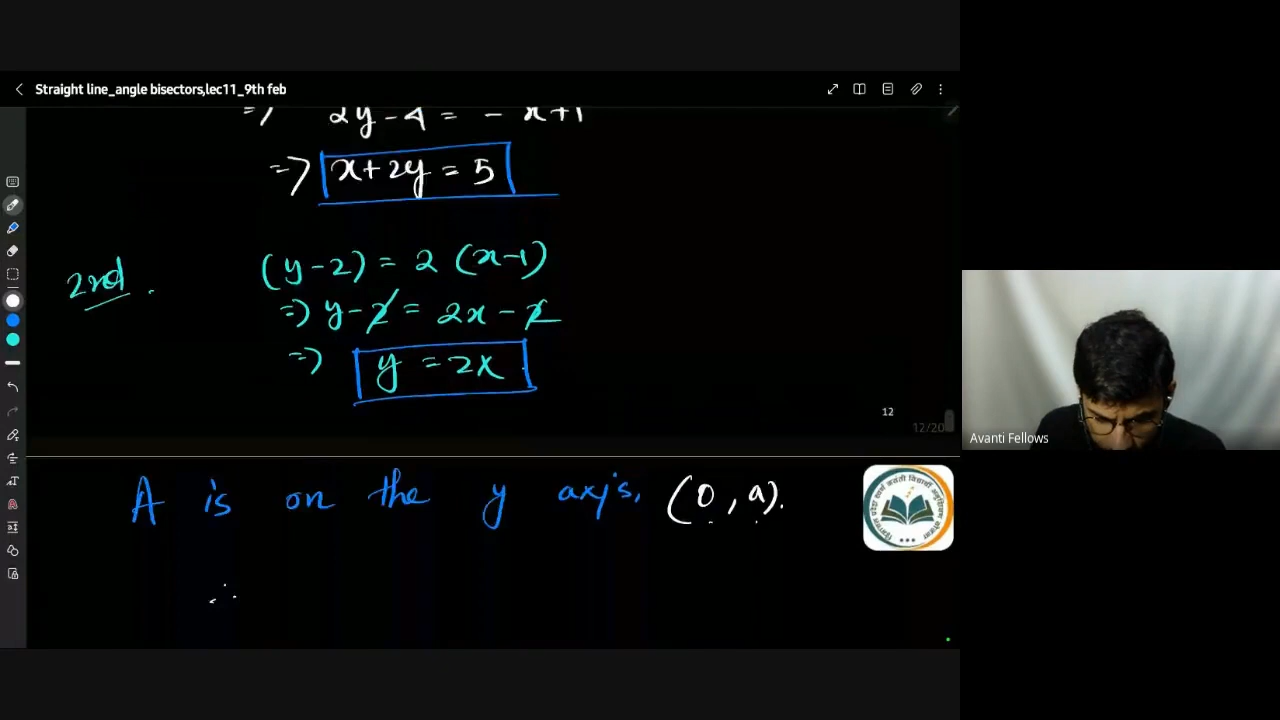 Straight line_angle bisectors,lec11_9th feb
=> 2y - 4 = - x+1
=> x+2y = 5
2nd. (y-2) = 2 (x-1)
=> y-2 = 2x-2
=> y = 2x
12
12/20
Avanti Fellows
A is on the y axis, (0, a).
∴